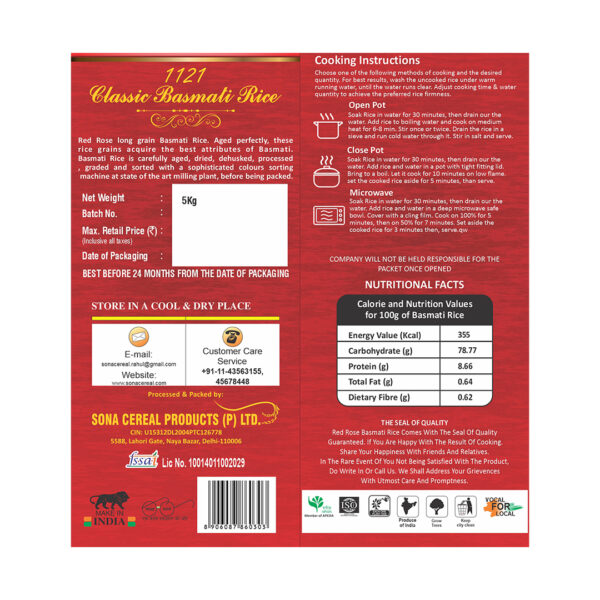 1121
Classic Basmati Rice
Red Rose long grain Basmati Rice. Aged perfectly, these
rice grains acquire the best attributes of Basmati.
Basmati Rice is carefully aged, dried, dehusked, processed
, graded and sorted with a sophisticated colours sorting
machine at state of the art milling plant, before being packed.
Net Weight : 5Kg
Batch No. :
Max. Retail Price (₹) :
(Inclusive all taxes)
Date of Packaging :
BEST BEFORE 24 MONTHS FROM THE DATE OF PACKAGING
STORE IN A COOL & DRY PLACE
E-mail:
sonacereal.rahul@gmail.com
Website:
www.sonacereal.com
Customer Care
Service
+91-11-43563155,
45678448
Processed & Packed by:
SONA CEREAL PRODUCTS (P) LTD.
CIN: U15312DL2004PTC126778
5588, Lahori Gate, Naya Bazar, Delhi-110006
fssai Lic No. 10014011002029
MAKE IN
INDIA
8 906087 860303
Cooking Instructions
Choose one of the following methods of cooking and the desired
quantity. For best results, wash the uncooked rice under warm
running water, until the water runs clear. Adjust cooking time & water
quantity to achieve the preferred rice firmness.
Open Pot
Soak Rice in water for 30 minutes, then drain our the
water. Add rice to boiling water and cook on medium
heat for 6-8 min. Stir once or twice. Drain the rice in a
sieve and run cold water through it. Stir in salt and serve.
Close Pot
Soak Rice in water for 30 minutes, then drain our the
water. Add rice and water in a pot with tight fitting lid.
Bring to a boil. Let it cook for 10 minutes on low flame.
set the cooked rice aside for 5 minutes, than serve.
Microwave
Soak Rice in water for 30 minutes, then drain our the
water. Add rice and water in a deep microwave safe
bowl. Cover with a cling film. Cook on 100% for 5
minutes, then on 50% for 7 minutes. Set aside the
cooked rice for 3 minutes then, serve.qw
COMPANY WILL NOT BE HELD RESPONSIBLE FOR THE
PACKET ONCE OPENED
NUTRITIONAL FACTS
Calorie and Nutrition Values
for 100g of Basmati Rice
Energy Value (Kcal) 355
Carbohydrate (g) 78.77
Protein (g) 8.66
Total Fat (g) 0.64
Dietary Fibre (g) 0.62
THE SEAL OF QUALITY
Red Rose Basmati Rice Comes With The SEAL Of Quality
Guaranteed. If You Are Happy With The Result Of Cooking.
Share Your Happiness With Friends And Relatives.
In The Rare Event Of You Not Being Satisfied With The Product,
Do Write In Or Call Us. We Shall Address Your Grievences
With Utmost Care And Promptness.
Member of APEDA
ISO
Produce
of India
Grow
Trees
Keep
city clean
VOCAL
FOR
LOCAL